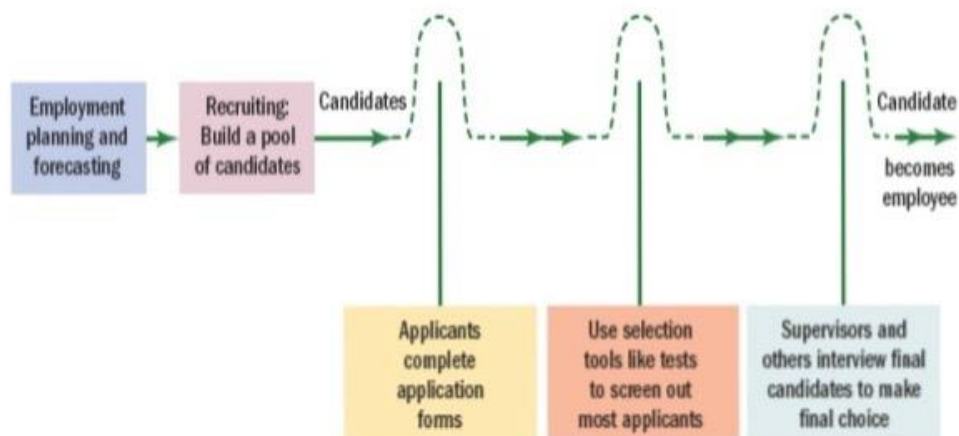 Employment
planning and
forecasting
Recruiting:
Build a pool
of candidates
Candidates
Applicants
complete
application
forms
Use selection
tools like tests
to screen out
most applicants
Supervisors and
others interview final
candidates to make
final choice
Candidate
becomes
employee